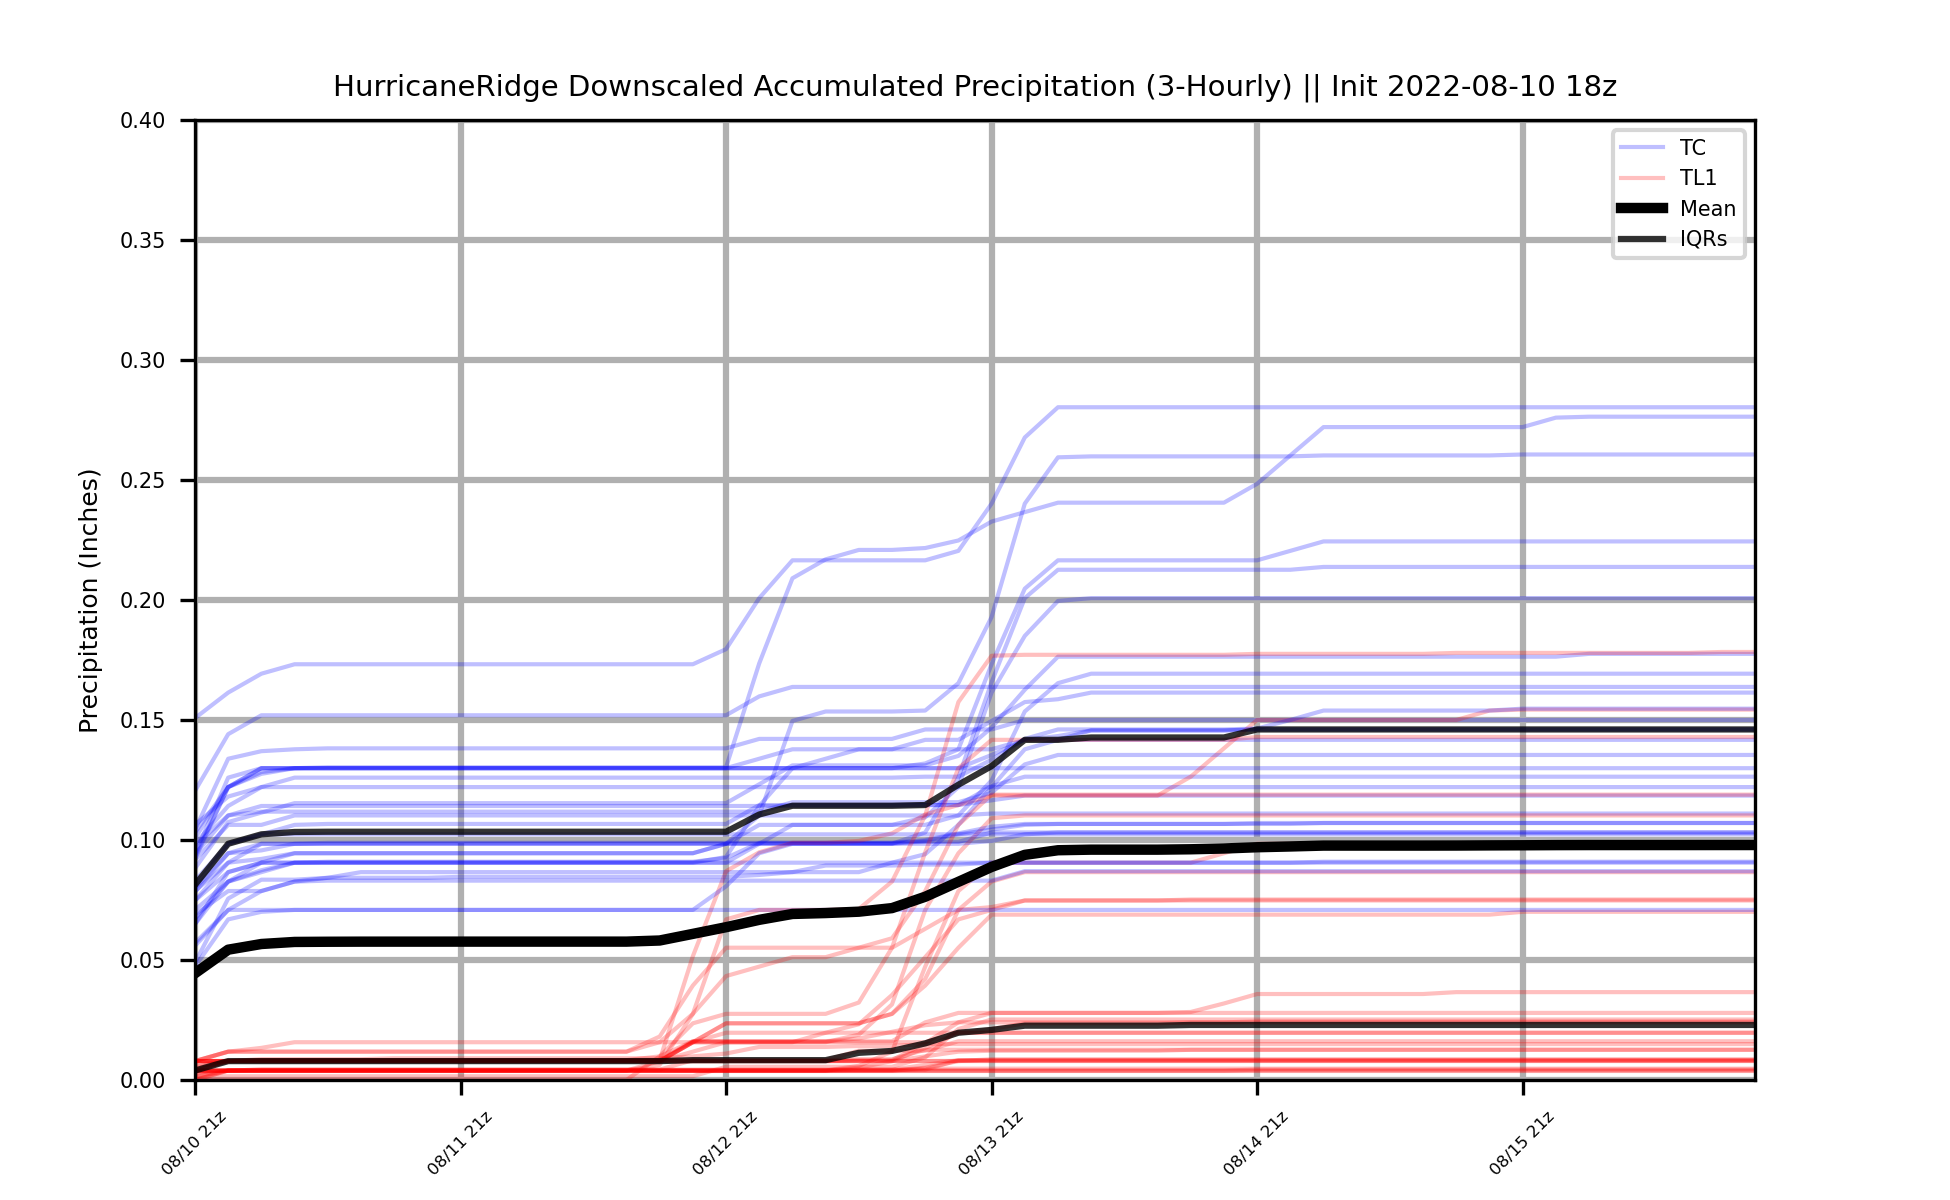 HurricaneRidge Downscaled Accumulated Precipitation (3-Hourly) || Init 2022-08-10 18z
TC
TL1
Mean
IQRs
Precipitation (Inches)
0.40
0.35
0.30
0.25
0.20
0.15
0.10
0.05
0.00
08/10 21z
08/11 21z
08/12 21z
08/13 21z
08/14 21z
08/15 21z